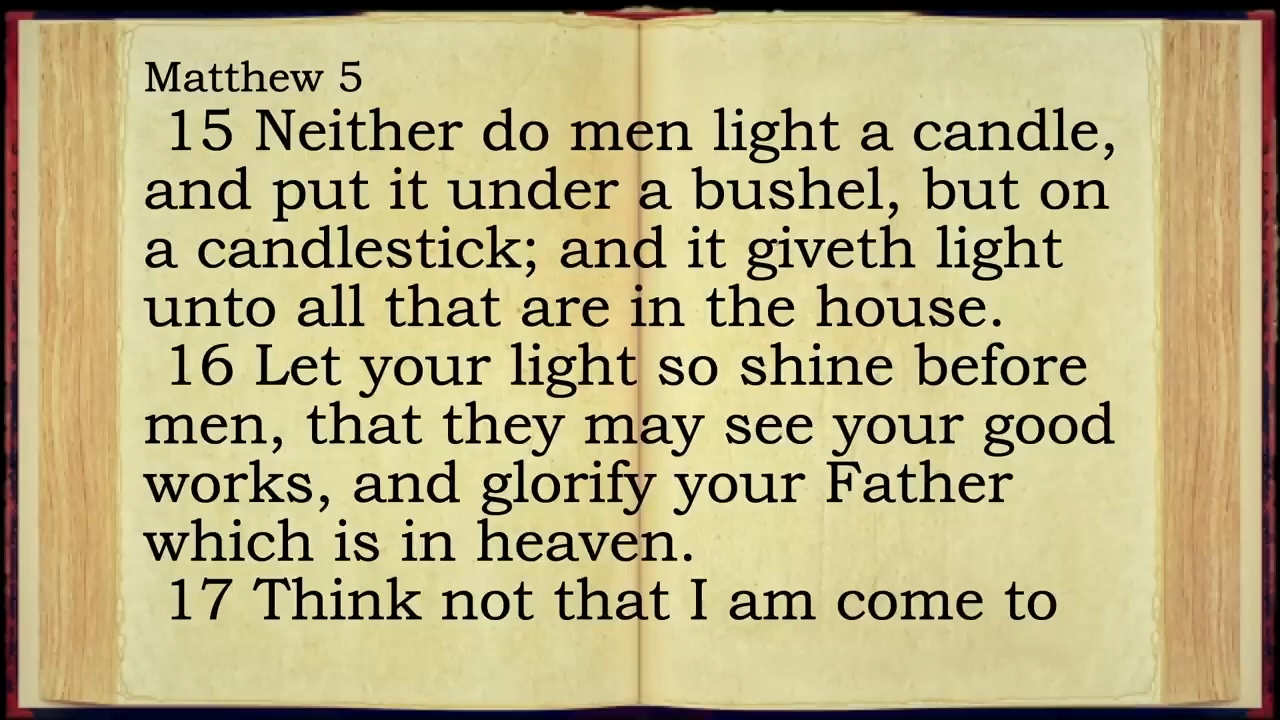 Matthew 5
15 Neither do men light a candle,
and put it under a bushel, but on
a candlestick; and it giveth light
unto all that are in the house.
16 Let your light so shine before
men, that they may see your good
works, and glorify your Father
which is in heaven.
17 Think not that I am come to